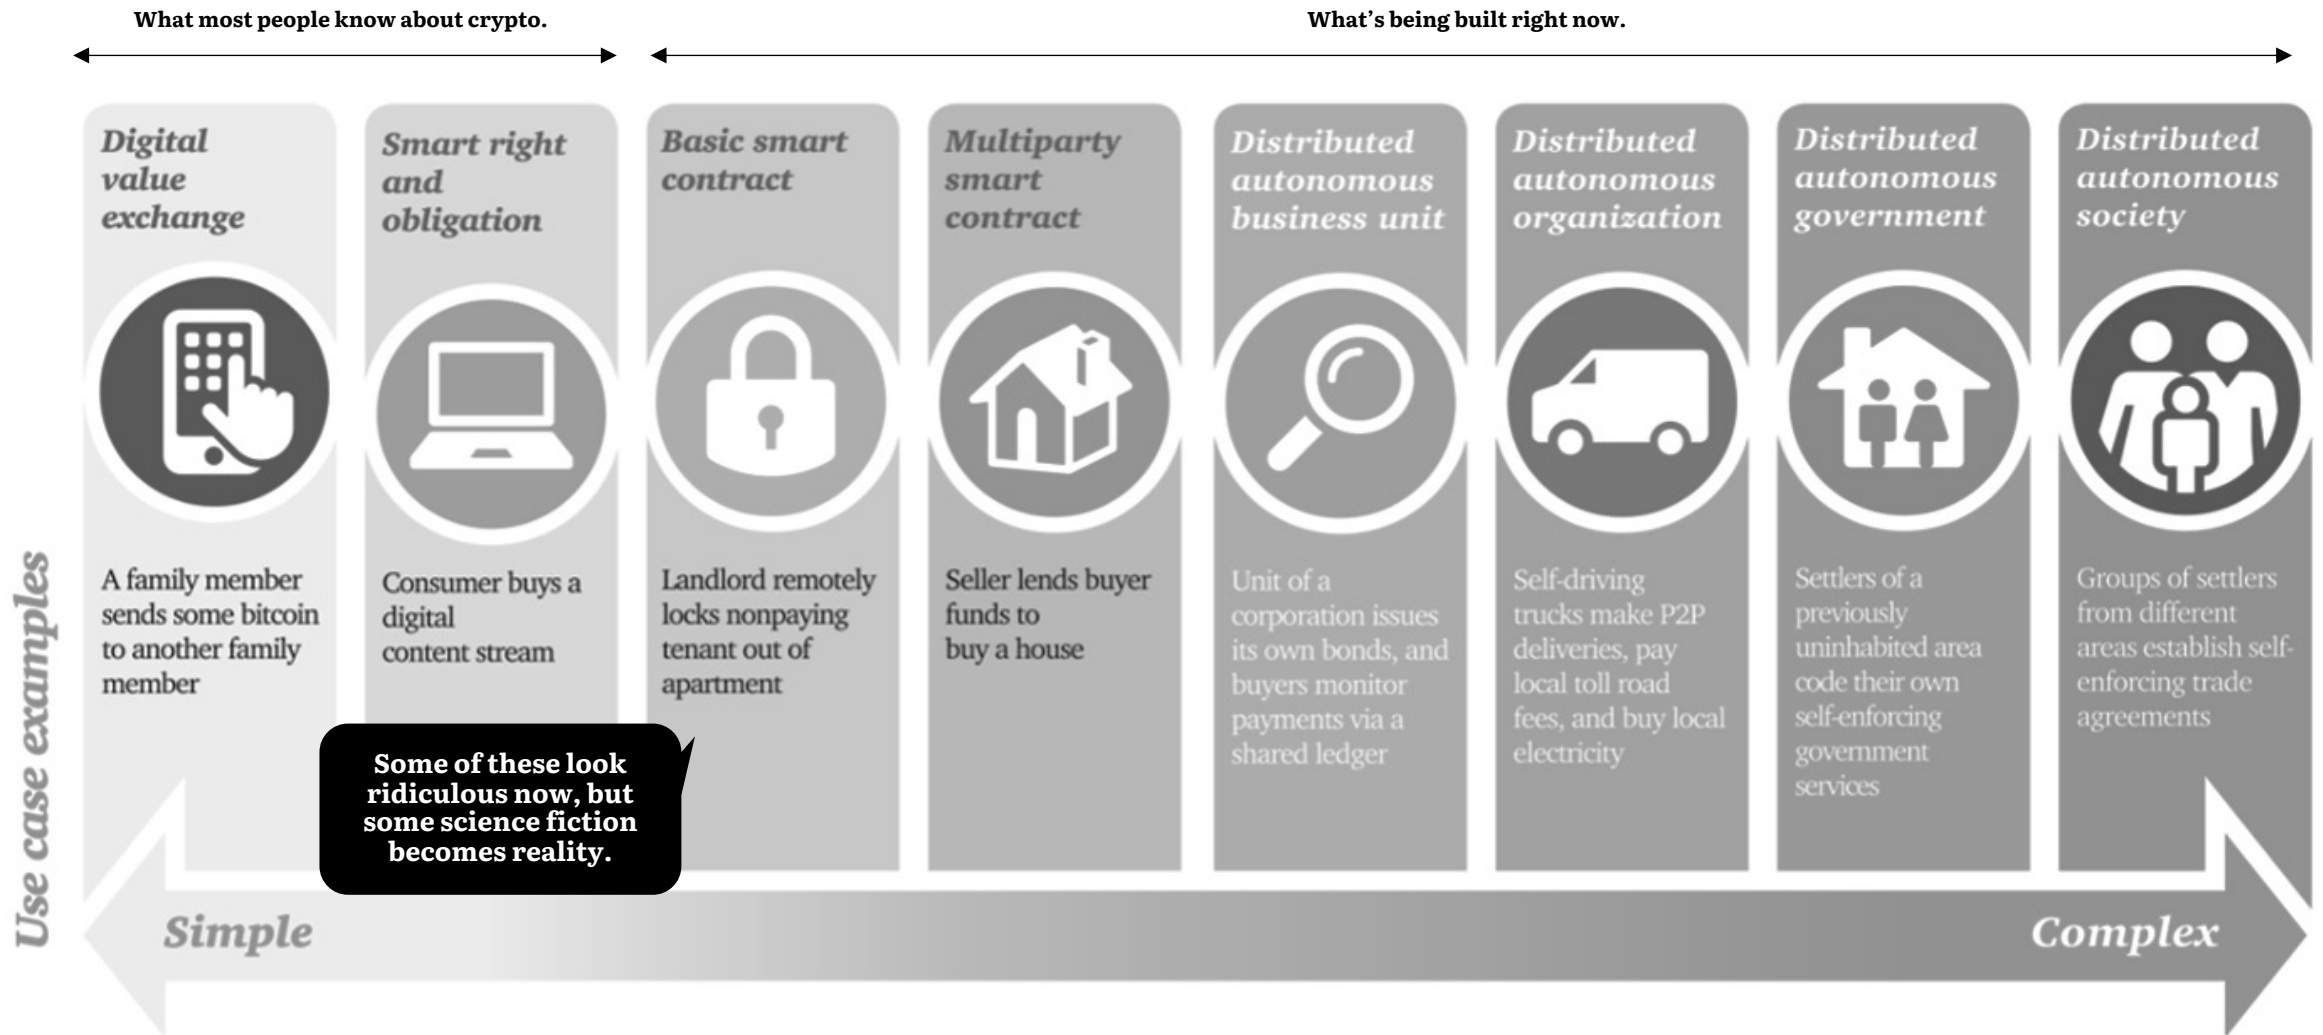 What most people know about crypto.
What's being built right now.
Digital
value
exchange
A family member
sends some bitcoin
to another family
member
Smart right
and
obligation
Consumer buys a
digital
content stream
Basic smart
contract
Landlord remotely
locks nonpaying
tenant out of
apartment
Multiparty
smart
contract
Seller lends buyer
funds to
buy a house
Distributed
autonomous
business unit
Unit of a
corporation issues
its own bonds, and
buyers monitor
payments via a
shared ledger
Distributed
autonomous
organization
Self-driving
trucks make P2P
deliveries, pay
local toll road
fees, and buy local
electricity
Distributed
autonomous
government
Settlers of a
previously
uninhabited area
code their own
self-enforcing
government
services
Distributed
autonomous
society
Groups of settlers
from different
areas establish self-
enforcing trade
agreements
Use case examples
Some of these look
ridiculous now, but
some science fiction
becomes reality.
Simple
Complex